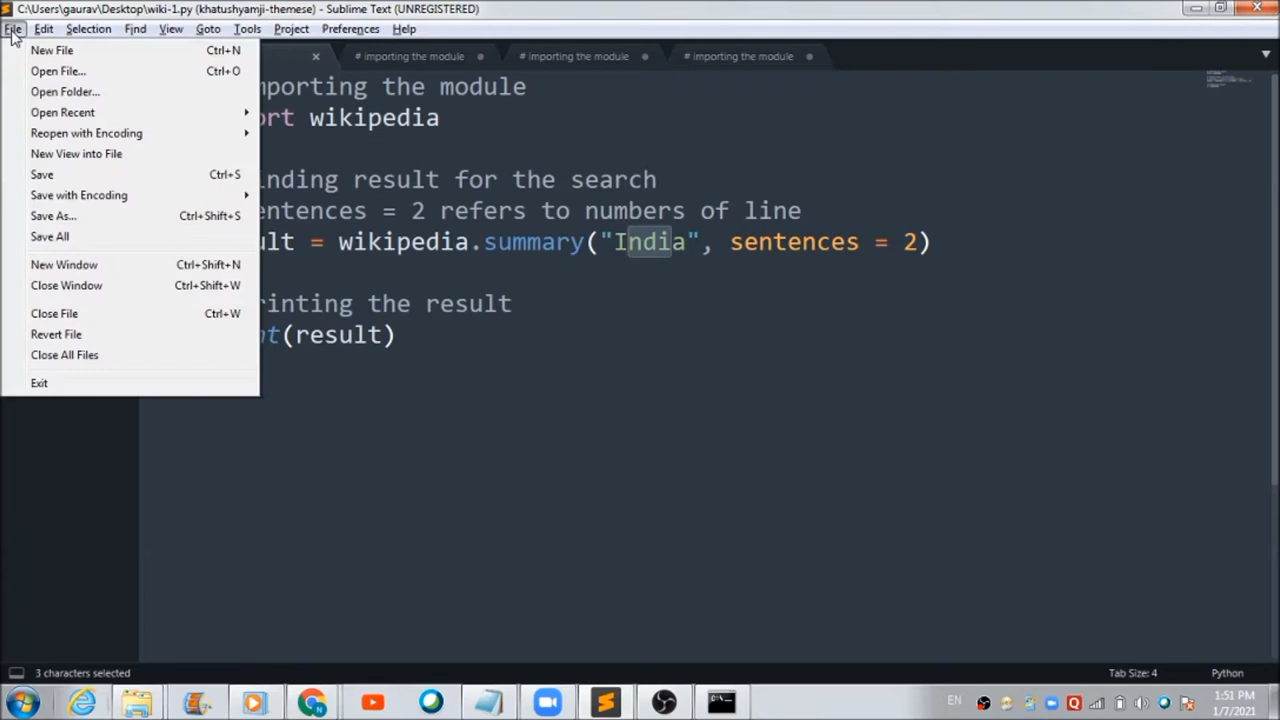 C:\Users\gaurav\Desktop\wiki-1.py (khatushyamji-themese) - Sublime Text (UNREGISTERED)
File Edit Selection Find View Goto Tools Project Preferences Help
# importing the module # importing the module # importing the module
New File Ctrl+N
Open File... Ctrl+O
Open Folder...
Open Recent
Reopen with Encoding
New View into File
Save Ctrl+S
Save with Encoding
Save As... Ctrl+Shift+S
Save All
New Window Ctrl+Shift+N
Close Window Ctrl+Shift+W
Close File Ctrl+W
Revert File
Close All Files
Exit
mporting the module
ort wikipedia
inding result for the search
entences = 2 refers to numbers of line
ult = wikipedia.summary("India", sentences = 2)
rinting the result
nt(result)
3 characters selected Tab Size: 4 Python
EN 1:51 PM
1/7/2021